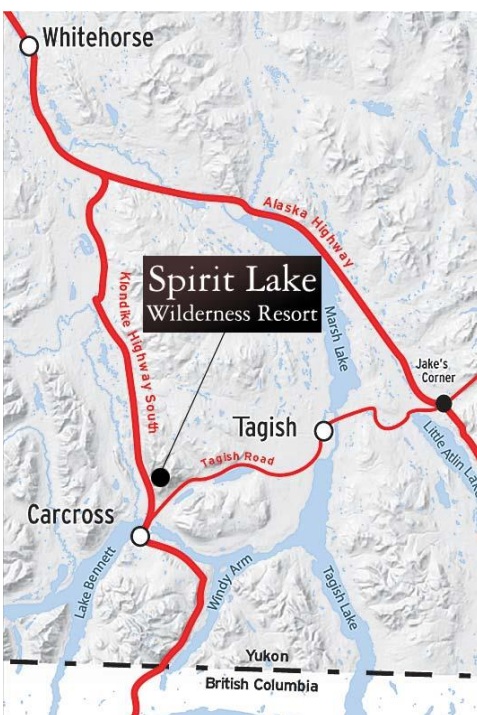 Whitehorse
Alaska Highway
Spirit Lake
Wilderness Resort
Klondike Highway South
Marsh Lake
Jake's
Corner
Tagish
Little Atlin Lake
Tagish Road
Carcross
Lake Bennett
Windy Arm
Tagish Lake
Yukon
British Columbia